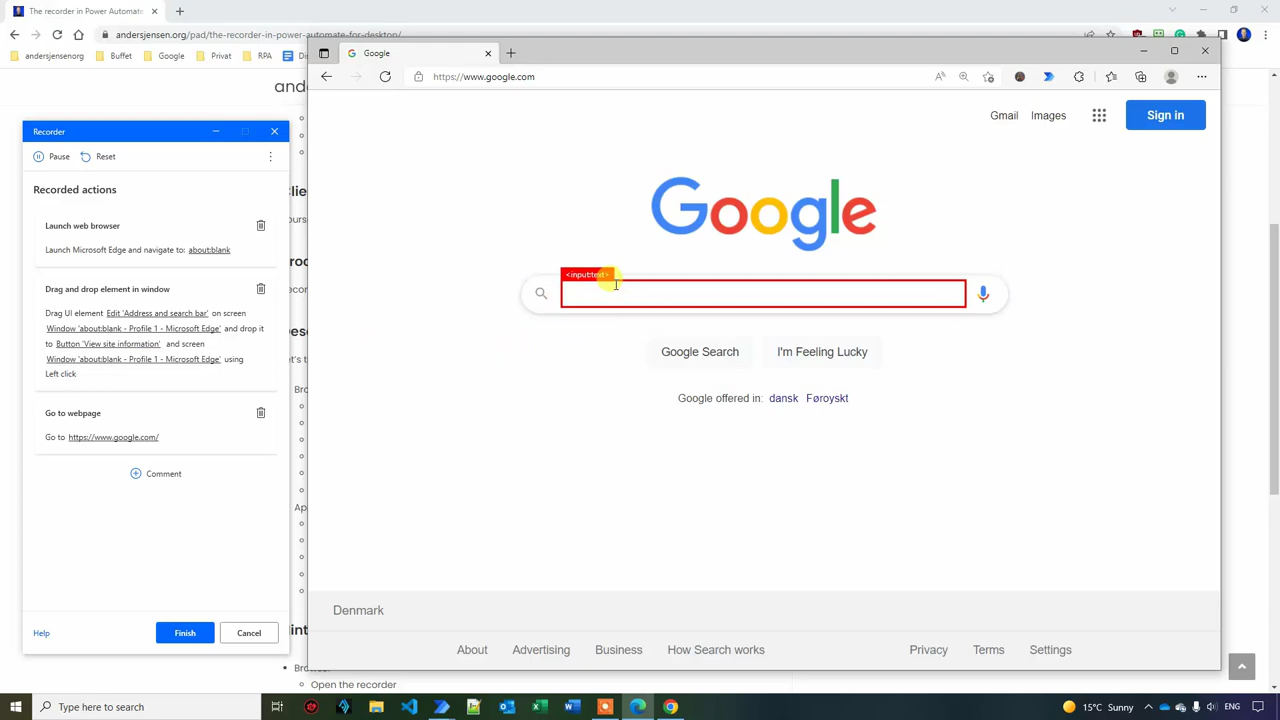 The recorder in Power Automate
andersjensen.org/pad/the-recorder-in-power-automate-for-desktop/
andersjensenorg
Buffet
Google
Privat
RPA
Google
https://www.google.com
Gmail
Images
Sign in
Recorder
Pause
Reset
Recorded actions
Launch web browser
Launch Microsoft Edge and navigate to: about:blank
Drag and drop element in window
Drag UI element Edit 'Address and search bar' on screen
Window 'about:blank - Profile 1 - Microsoft Edge' and drop it
to Button 'View site information' and screen
Window 'about:blank - Profile 1 - Microsoft Edge' using
Left click
Go to webpage
Go to https://www.google.com/
Comment
Help
Finish
Cancel
Google
<input:text>
Google Search
I'm Feeling Lucky
Google offered in: dansk Føroyskt
Denmark
About
Advertising
Business
How Search works
Privacy
Terms
Settings
Open the recorder
Type here to search
15°C Sunny
ENG